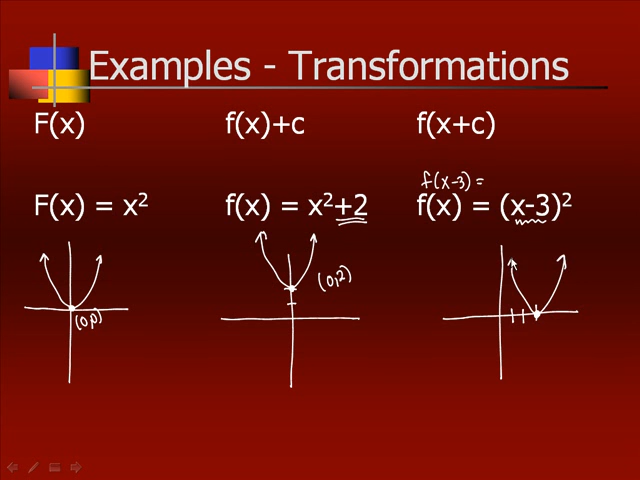 Examples - Transformations
F(x) f(x)+c f(x+c)
f(x-3) =
F(x) = x² f(x) = x²+2 f(x) = (x-3)²
(0,2)
(0,0)